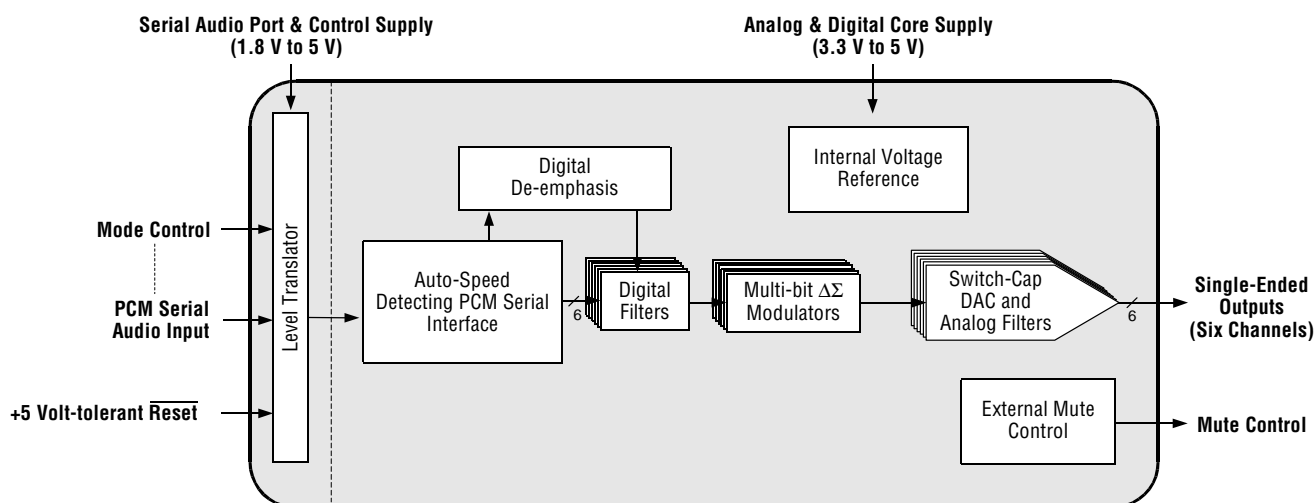 Serial Audio Port & Control Supply
(1.8 V to 5 V)
Analog & Digital Core Supply
(3.3 V to 5 V)
Internal Voltage
Reference
Digital
De-emphasis
Mode Control
PCM Serial
Audio Input
+5 Volt-tolerant Reset
Level Translator
Auto-Speed
Detecting PCM Serial
Interface
6
Digital
Filters
Multi-bit ΔΣ
Modulators
Switch-Cap
DAC and
Analog Filters
6
Single-Ended
Outputs
(Six Channels)
External Mute
Control
Mute Control